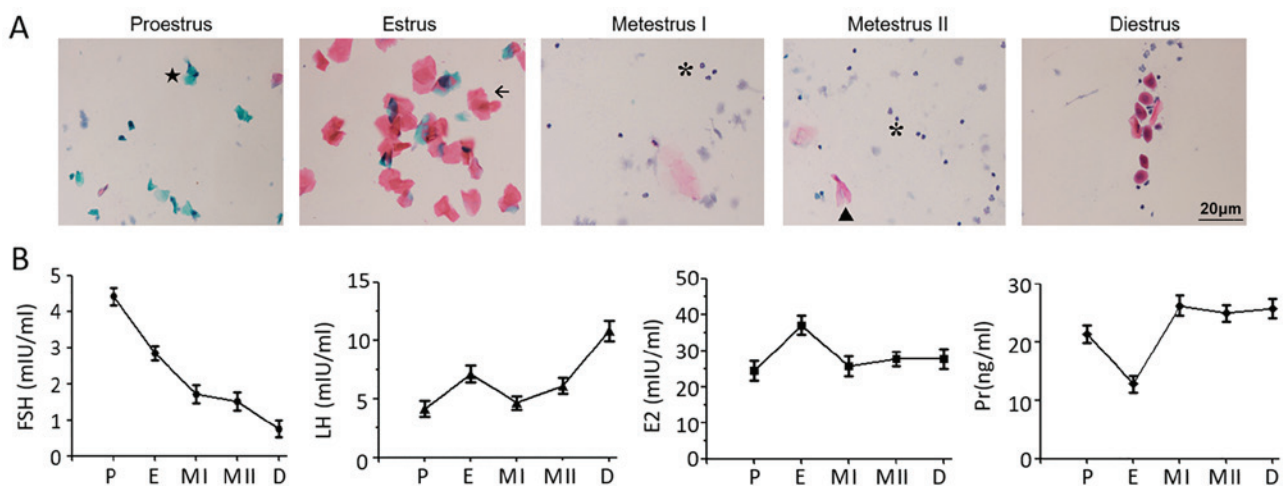 A
Proestrus
Estrus
Metestrus I
Metestrus II
Diestrus
*
*
20μm
B
FSH (mIU/ml)
5
4
3
2
1
0
P E MI MII D
LH (mIU/ml)
15
10
5
0
P E MI MII D
E2 (mIU/ml)
50
40
30
20
10
0
P E MI MII D
Pr(ng/ml)
30
20
10
0
P E MI MII D